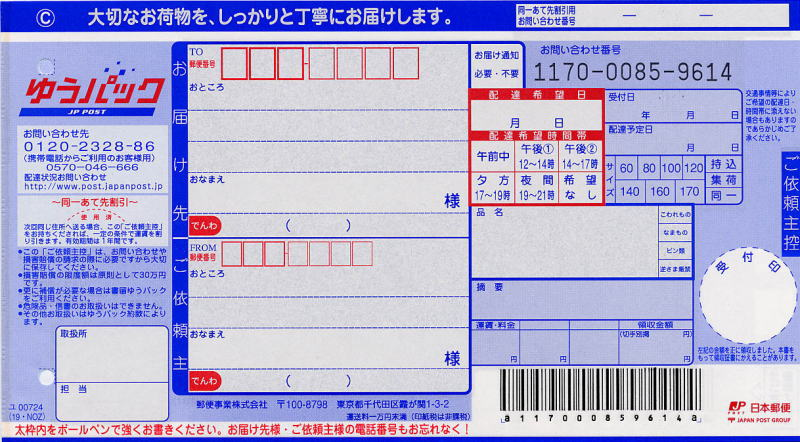 Ⓒ 大切なお荷物を、しっかりと丁寧にお届けします。
同一あて先割引用
お問い合わせ番号
ゆうパック
JP POST
お問い合わせ先
0120-2328-86
(携帯電話からご利用のお客様用)
0570-046-666
配達状況お問い合わせ
http://www.post.japanpost.jp
〜同一あて先割引〜
使用済
次回同じ住所へ送る場合、この「ご依頼主控」
をお持ちくだされば、一定の条件で運賃を割
り引きます。有効期間は1年間です。
●この「ご依頼主控」は、お問い合わせや
損害賠償の請求の際に必要ですから大切
に保存してください。
●損害賠償の限度額は原則として30万円
です。
●更に補償が必要な場合は書留ゆうパック
をご利用ください。
●危険品・信書のお取扱いはできません。
●その他お取扱いはゆうパック約款により
ます。
取扱所
担当
ユ00724
(19・NOZ)
お届け先
TO
郵便番号
おところ
おなまえ
様
でんわ ( )
ご依頼主
FROM
郵便番号
おところ
おなまえ
様
でんわ ( )
お届け通知
必要・不要
お問い合わせ番号
1170-0085-9614
配達希望日
月 日
配達希望時間帯
午前中 午後① 12〜14時 午後② 14〜17時
夕方 17〜19時 夜間 19〜21時 希望なし
受付日
年 月 日
配達予定日
月 日
交通事情等により
ご希望の配達日・
時間帯に添えない
場合もありますの
であらかじめご了
承ください。
サイズ 60 80 100 120 140 160 170
持込
集荷
同一
ご依頼主控
品名
こわれもの
なまもの
ビン類
逆さま厳禁
摘要
受付印
運賃・料金
円 円
領収金額
(切手別掲 円)
円
左記の金額を正に領収しました。本書を
もって領収書にかえることがあります。
a1170008596​14a
郵便事業株式会社 〒100-8798 東京都千代田区霞が関1-3-2
運送料一万円未満(印紙税は非課税)
JP POST 日本郵便
JAPAN POST GROUP
太枠内をボールペンで強くお書きください。お届け先様・ご依頼主様の電話番号もお忘れなく!